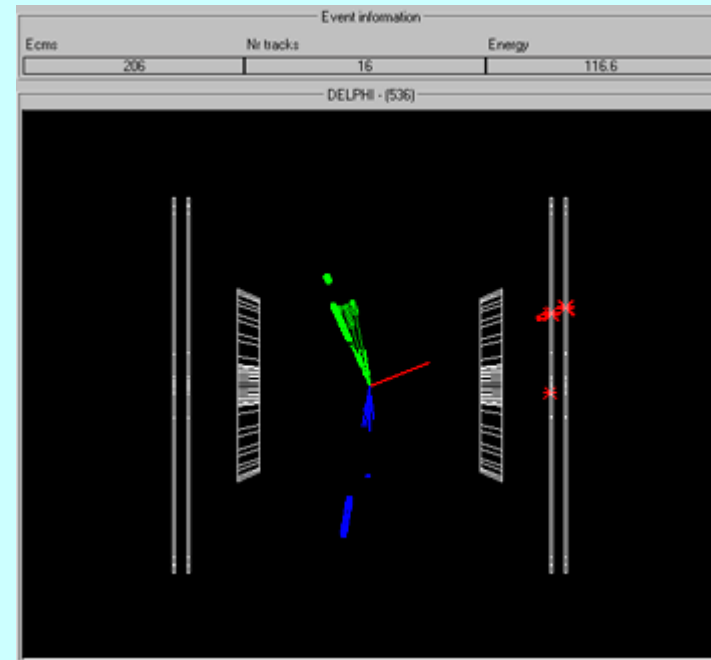 Event information
Ecms Nr tracks Energy
206 16 116.6
DELPHI - (536)